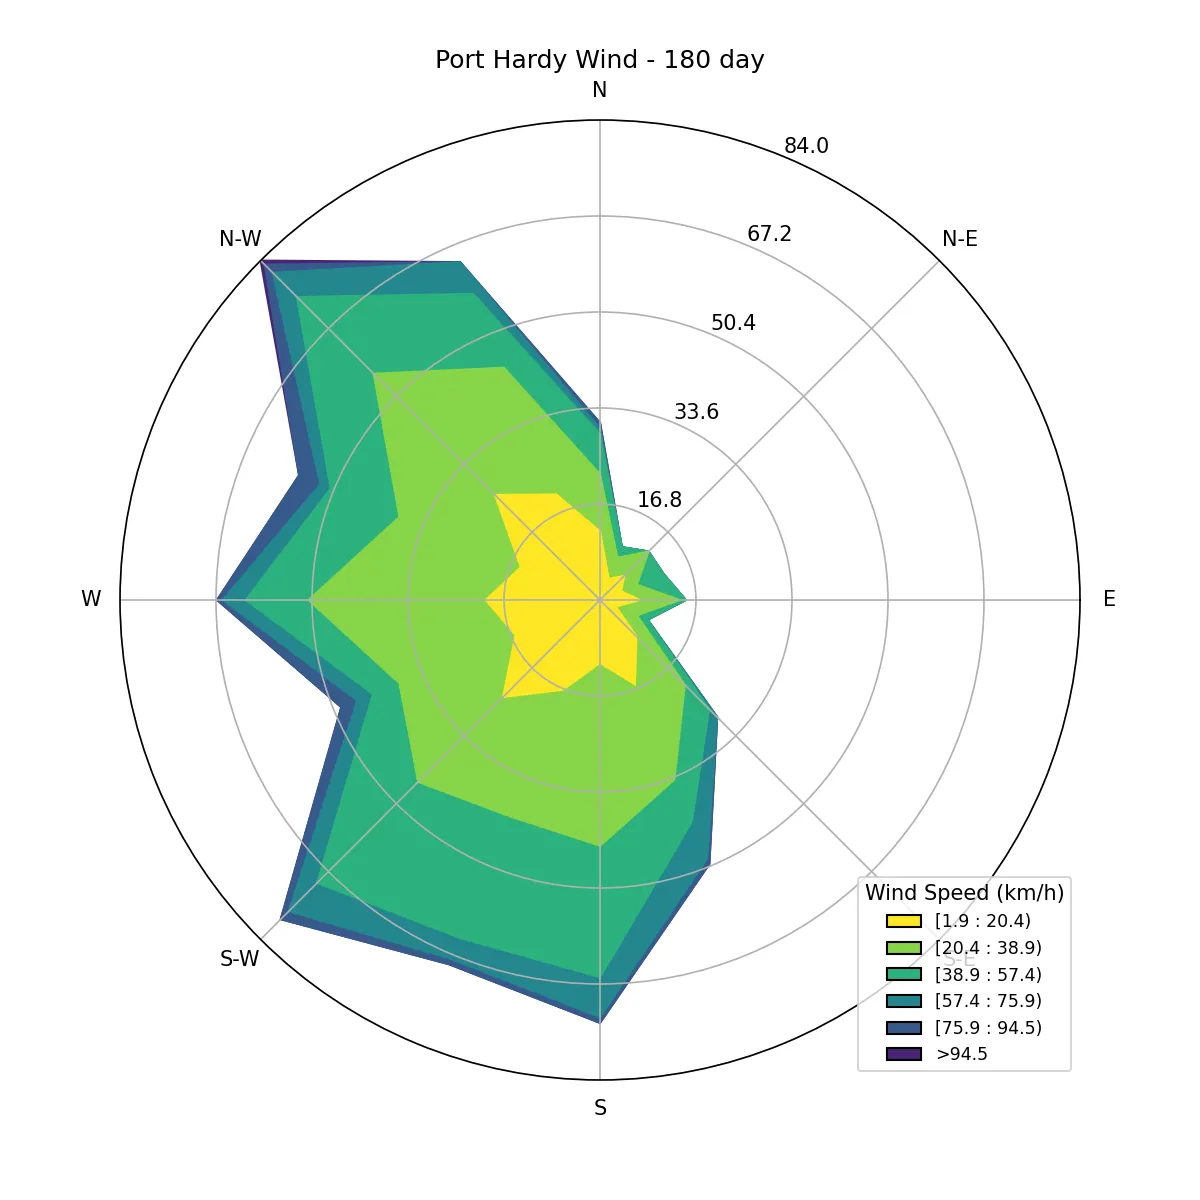 Port Hardy Wind - 180 day
N
84.0
N-W
67.2
N-E
50.4
33.6
16.8
W
E
S-W
S-E
S
Wind Speed (km/h)
[1.9 : 20.4)
[20.4 : 38.9)
[38.9 : 57.4)
[57.4 : 75.9)
[75.9 : 94.5)
>94.5